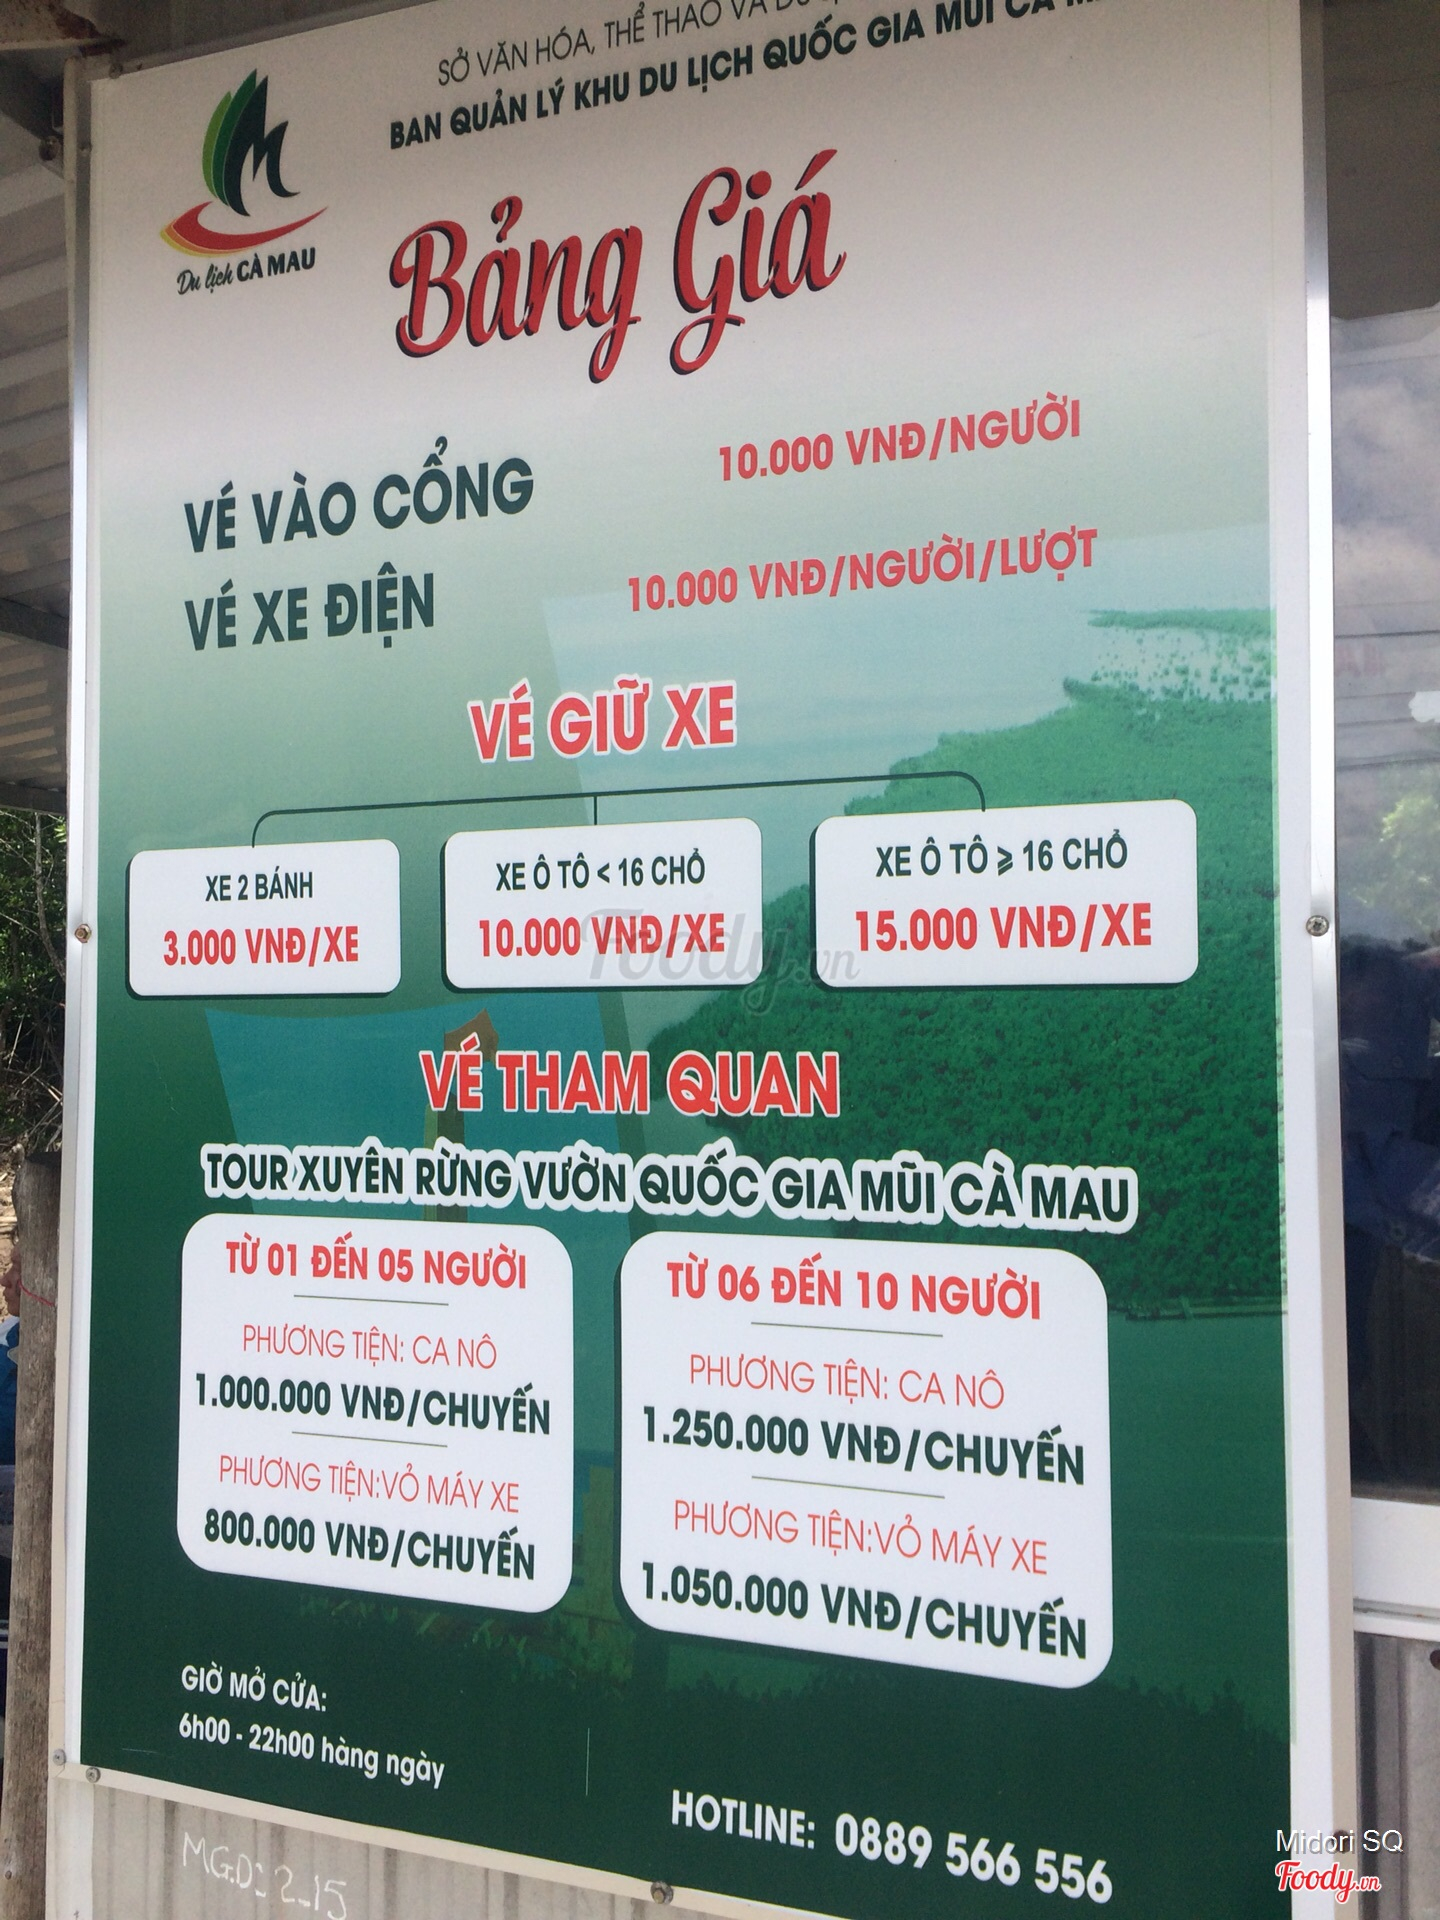 SỞ VĂN HÓA, THỂ THAO VÀ
BAN QUẢN LÝ KHU DU LỊCH QUỐC GIA MŨI CÀ
Du lịch CÀ MAU
Bảng Giá
VÉ VÀO CỔNG 10.000 VNĐ/NGƯỜI
VÉ XE ĐIỆN 10.000 VNĐ/NGƯỜI/LƯỢT
VÉ GIỮ XE
XE 2 BÁNH
3.000 VNĐ/XE
XE Ô TÔ < 16 CHỔ
10.000 VNĐ/XE
XE Ô TÔ ⩾ 16 CHỔ
15.000 VNĐ/XE
Foody.vn
VÉ THAM QUAN
TOUR XUYÊN RỪNG VƯỜN QUỐC GIA MŨI CÀ MAU
TỪ 01 ĐẾN 05 NGƯỜI
PHƯƠNG TIỆN: CA NÔ
1.000.000 VNĐ/CHUYẾN
PHƯƠNG TIỆN:VỎ MÁY XE
800.000 VNĐ/CHUYẾN
TỪ 06 ĐẾN 10 NGƯỜI
PHƯƠNG TIỆN: CA NÔ
1.250.000 VNĐ/CHUYẾN
PHƯƠNG TIỆN:VỎ MÁY XE
1.050.000 VNĐ/CHUYẾN
GIỜ MỞ CỬA:
6h00 - 22h00 hàng ngày
HOTLINE: 0889 566 556
Midori SQ
Foody.vn